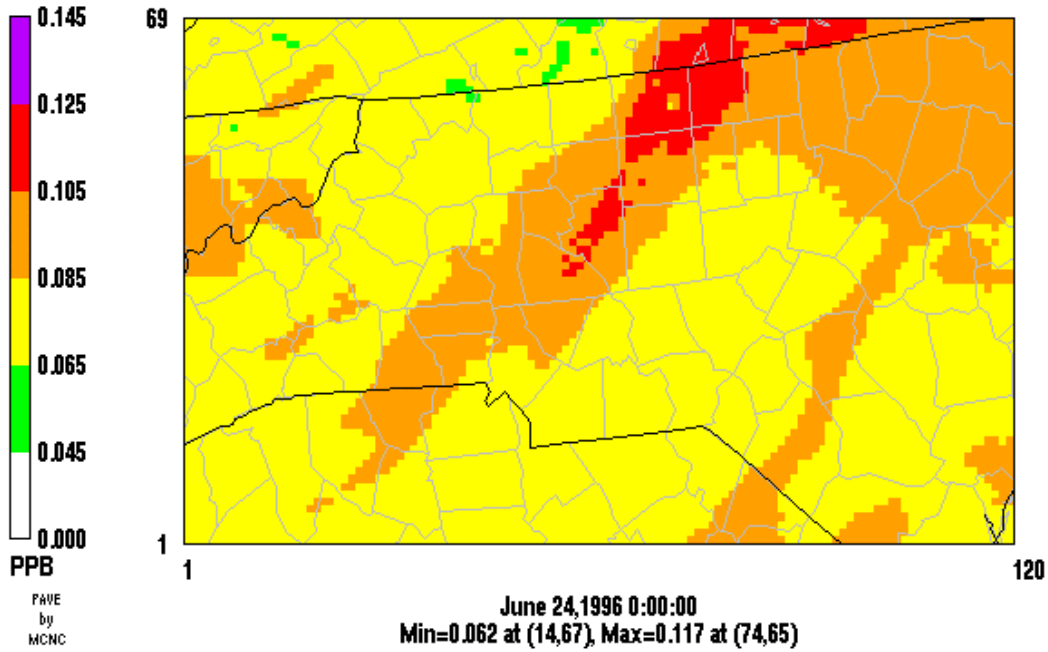 0.145
0.125
0.105
0.085
0.065
0.045
0.000
PPB
PAVE
by
MCNC
69
1
1
120
June 24,1996 0:00:00
Min=0.062 at (14,67), Max=0.117 at (74,65)